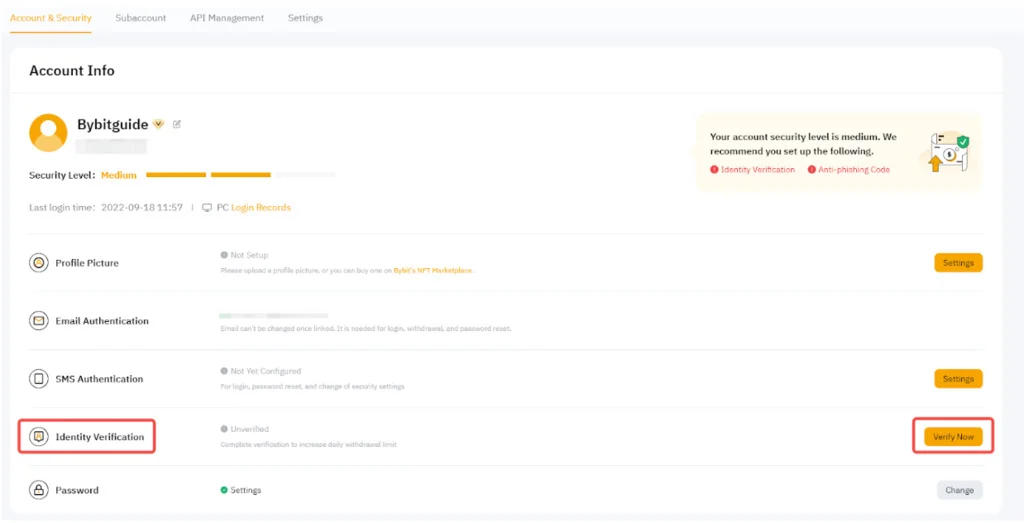 Account & Security Subaccount API Management Settings
Account Info
Bybitguide
Your account security level is medium. We
recommend you set up the following.
Identity Verification Anti-phishing Code
Security Level: Medium
Last login time: 2022-09-18 11:57 | PC Login Records
Profile Picture
Not Setup
Please upload a profile picture, or you can buy one on Bybit's NFT Marketplace.
Settings
Email Authentication
Email can't be changed once linked. It is needed for login, withdrawal, and password reset.
SMS Authentication
Not Yet Configured
For login, password reset, and change of security settings
Settings
Identity Verification
Unverified
Complete verification to increase daily withdrawal limit
Verify Now
Password
Settings
Change